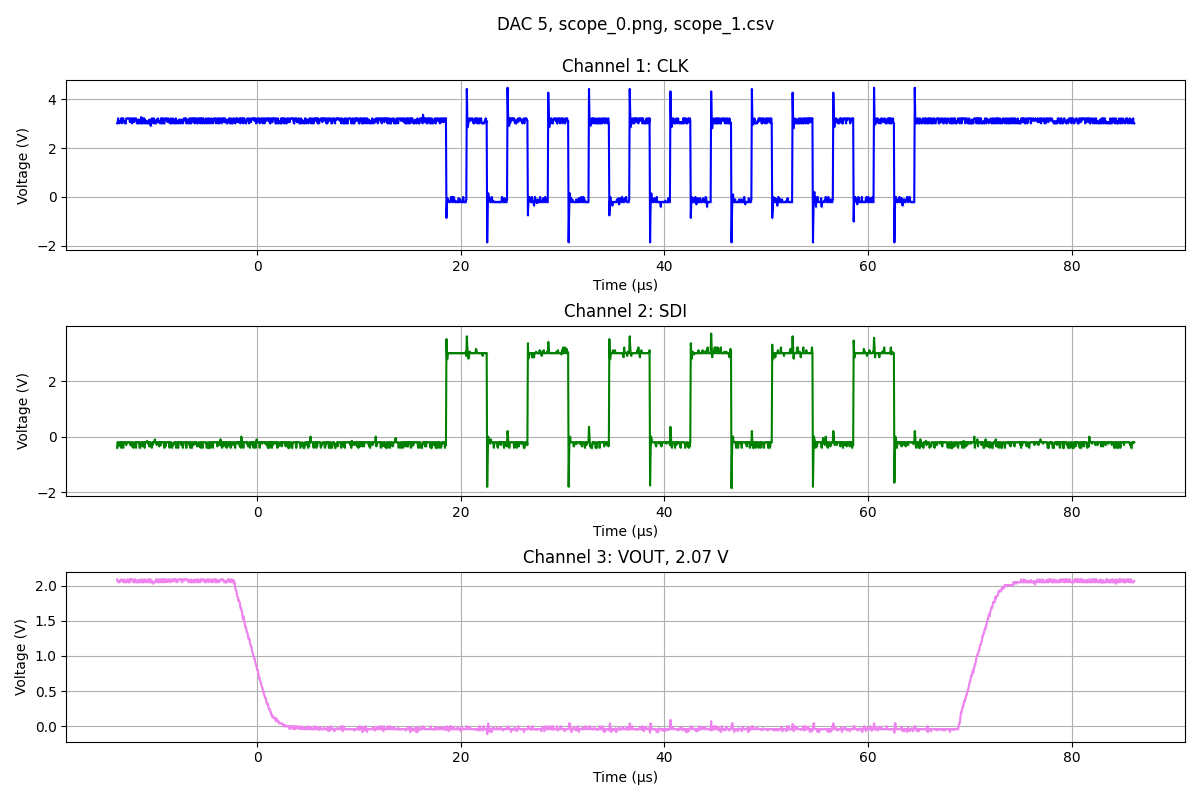 DAC 5, scope_0.png, scope_1.csv
Channel 1: CLK
Voltage (V)
4
2
0
−2
0 20 40 60 80
Time (μs)
Channel 2: SDI
Voltage (V)
2
0
−2
0 20 40 60 80
Time (μs)
Channel 3: VOUT, 2.07 V
Voltage (V)
2.0
1.5
1.0
0.5
0.0
0 20 40 60 80
Time (μs)